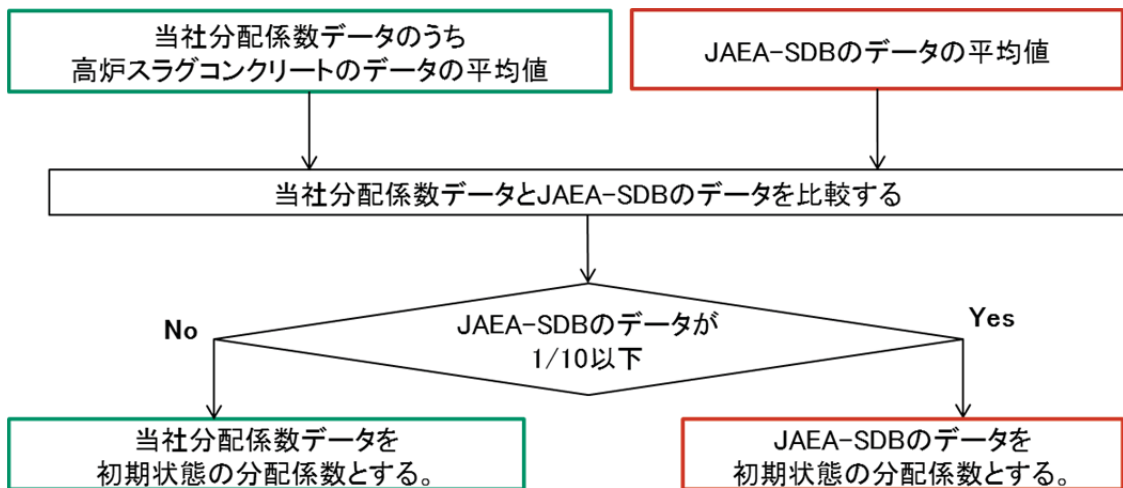 当社分配係数データのうち
高炉スラグコンクリートのデータの平均値
JAEA-SDBのデータの平均値
当社分配係数データとJAEA-SDBのデータを比較する
JAEA-SDBのデータが
1/10以下
No
Yes
当社分配係数データを
初期状態の分配係数とする。
JAEA-SDBのデータを
初期状態の分配係数とする。